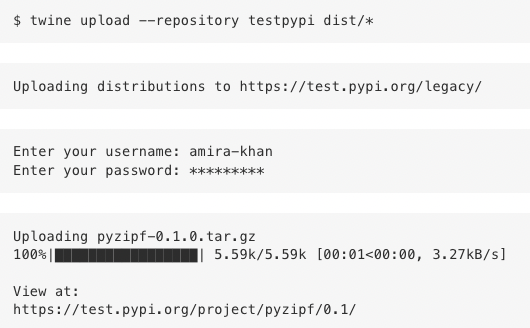 $ twine upload --repository testpypi dist/*
Uploading distributions to https://test.pypi.org/legacy/
Enter your username: amira-khan
Enter your password: *********
Uploading pyzipf-0.1.0.tar.gz
100%|█████████████████| 5.59k/5.59k [00:01<00:00, 3.27kB/s]
View at:
https://test.pypi.org/project/pyzipf/0.1/